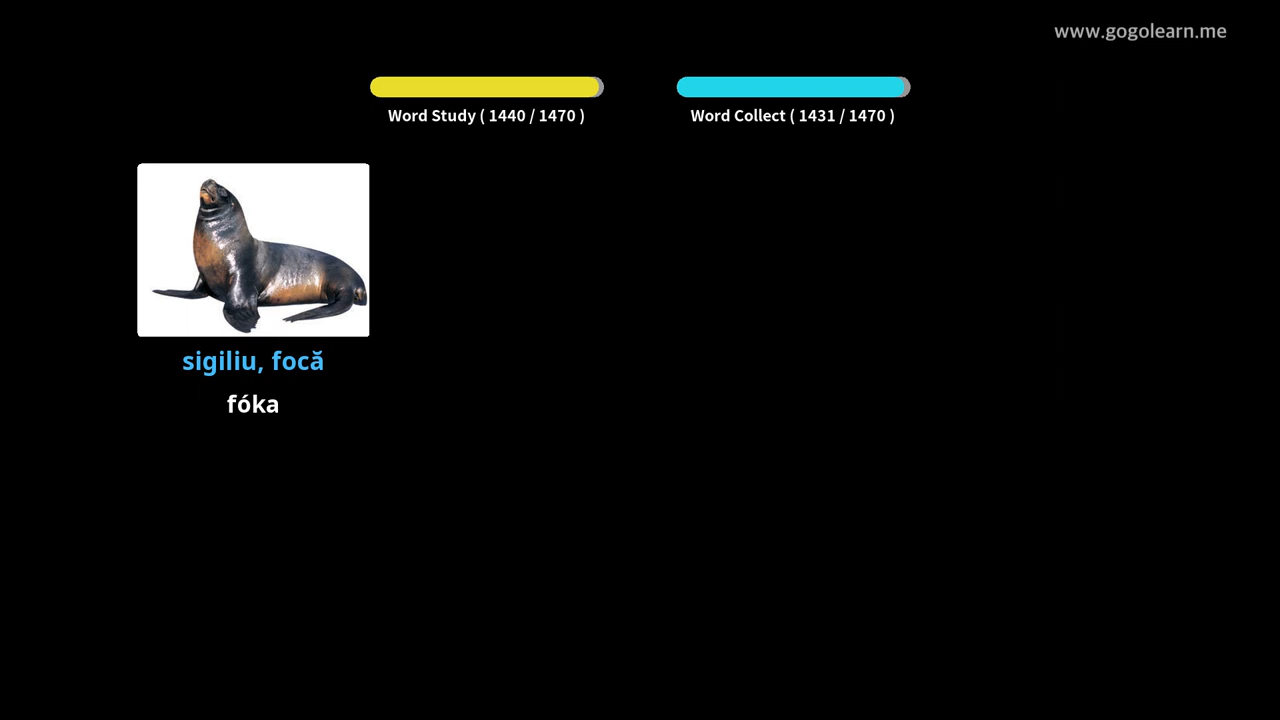 www.gogolearn.me
Word Study ( 1440 / 1470 )
Word Collect ( 1431 / 1470 )
sigiliu, focă
fóka